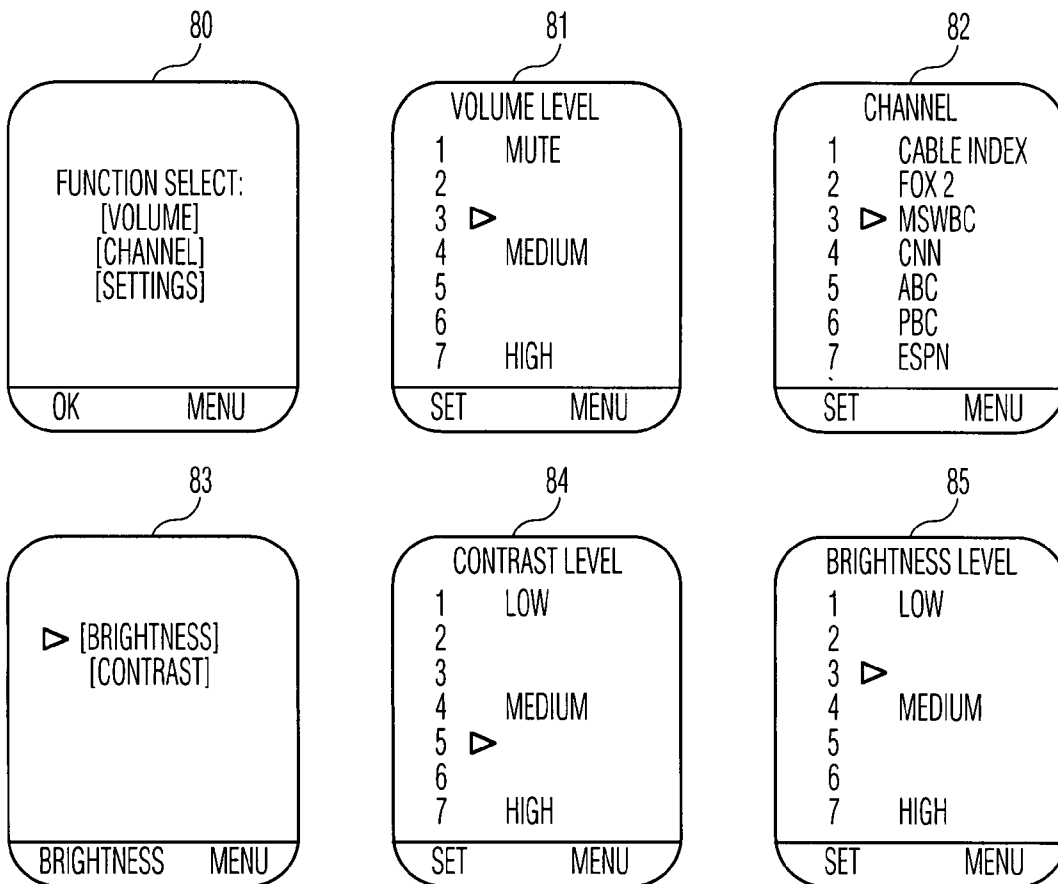 80
FUNCTION SELECT:
[VOLUME]
[CHANNEL]
[SETTINGS]
OK MENU
81
VOLUME LEVEL
1 MUTE
2
3
4 MEDIUM
5
6
7 HIGH
SET MENU
82
CHANNEL
1 CABLE INDEX
2 FOX 2
3 MSWBC
4 CNN
5 ABC
6 PBC
7 ESPN
SET MENU
83
[BRIGHTNESS]
[CONTRAST]
BRIGHTNESS MENU
84
CONTRAST LEVEL
1 LOW
2
3
4 MEDIUM
5
6
7 HIGH
SET MENU
85
BRIGHTNESS LEVEL
1 LOW
2
3
4 MEDIUM
5
6
7 HIGH
SET MENU